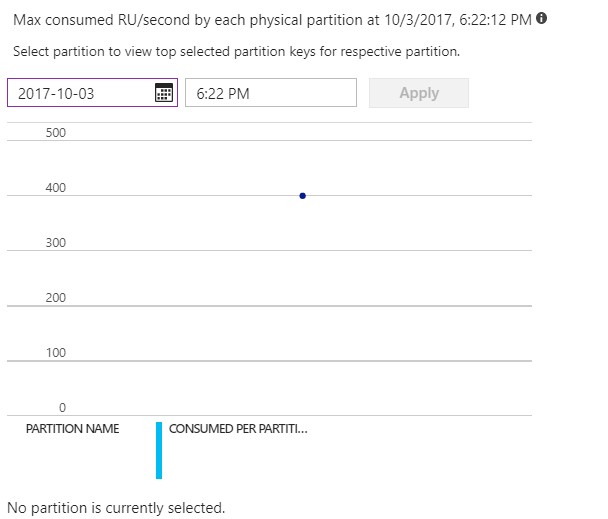 Max consumed RU/second by each physical partition at 10/3/2017, 6:22:12 PM
Select partition to view top selected partition keys for respective partition.
2017-10-03 6:22 PM Apply
500
400
300
200
100
0
PARTITION NAME CONSUMED PER PARTITI...
No partition is currently selected.